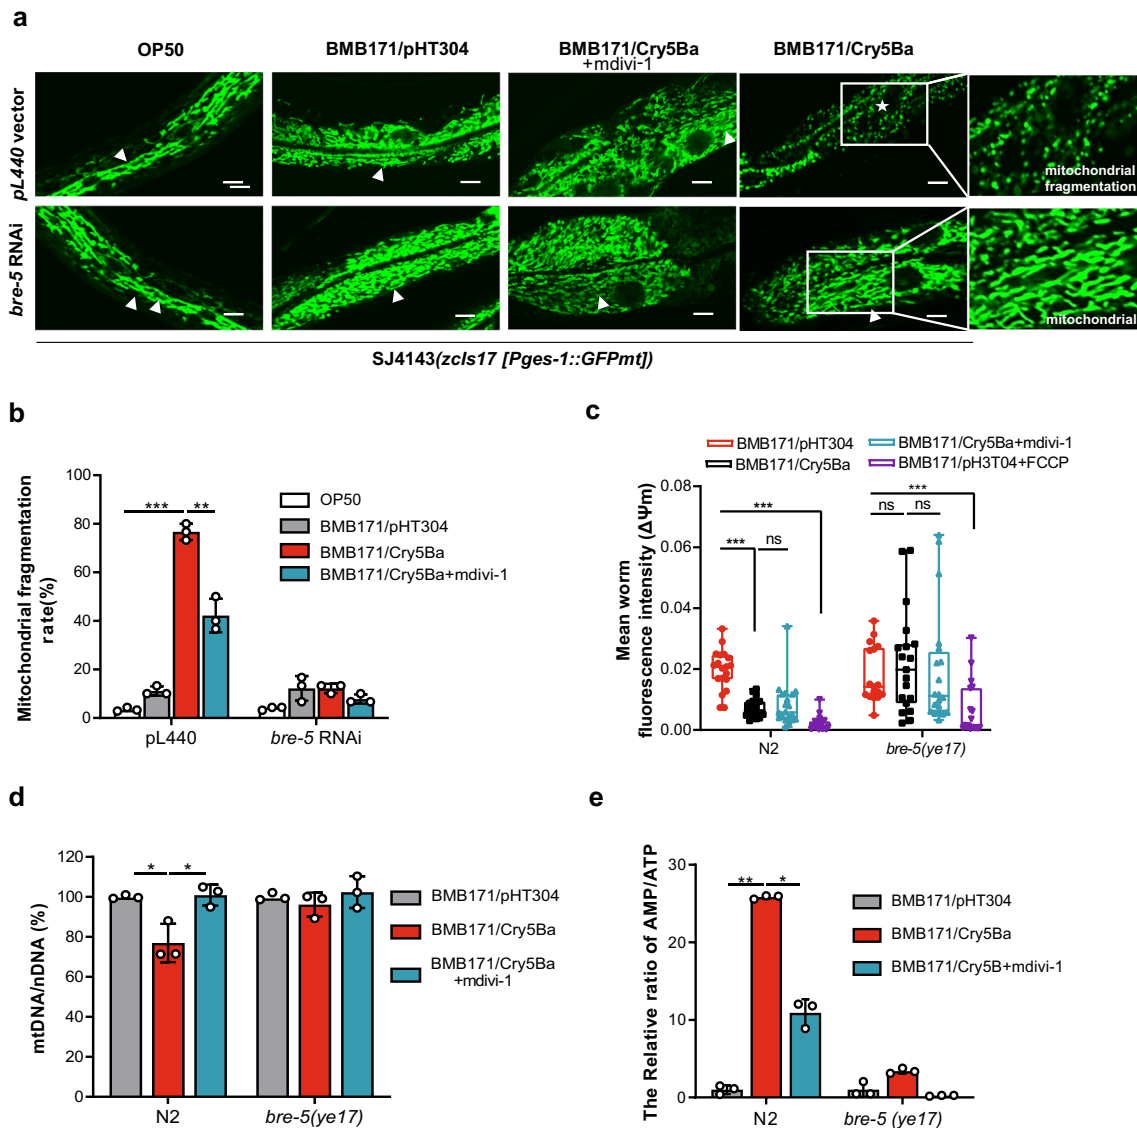 a
OP50
BMB171/pHT304
BMB171/Cry5Ba
+mdivi-1
BMB171/Cry5Ba
pL440 vector
mitochondrial
fragmentation
bre-5 RNAi
mitochondrial
SJ4143(zcIs17 [Pges-1::GFPmt])
b
Mitochondrial fragmentation
rate(%)
100
80
60
40
20
0
*** **
OP50
BMB171/pHT304
BMB171/Cry5Ba
BMB171/Cry5Ba+mdivi-1
pL440
bre-5 RNAi
c
BMB171/pHT304
BMB171/Cry5Ba
BMB171/Cry5Ba+mdivi-1
BMB171/pH3T04+FCCP
Mean worm
fluorescence intensity (ΔΨm)
0.08
0.06
0.04
0.02
0.00
***
*** ns
***
ns ns
N2
bre-5(ye17)
d
mtDNA/nDNA (%)
120
100
80
60
40
20
0
* *
BMB171/pHT304
BMB171/Cry5Ba
BMB171/Cry5Ba
+mdivi-1
N2
bre-5(ye17)
e
The Relative ratio of AMP/ATP
30
20
10
0
** *
BMB171/pHT304
BMB171/Cry5Ba
BMB171/Cry5B+mdivi-1
N2
bre-5 (ye17)